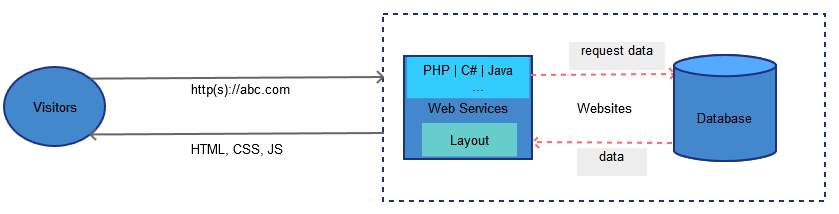 Visitors
http(s)://abc.com
HTML, CSS, JS
PHP | C# | Java
...
Web Services
Layout
request data
Websites
data
Database